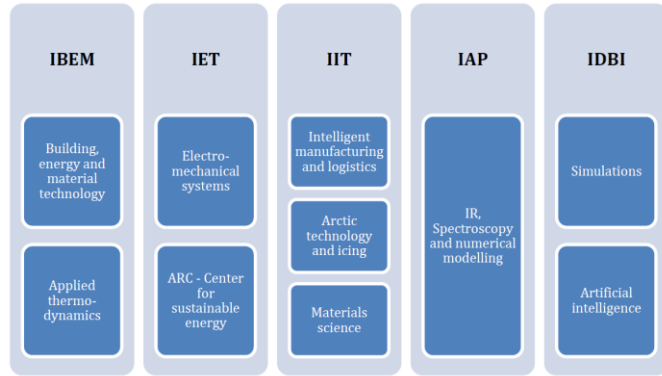 IBEM
Building,
energy and
material
technology
Applied
thermo-
dynamics
IET
Electro-
mechanical
systems
ARC - Center
for
sustainable
energy
IIT
Intelligent
manufacturing
and logistics
Arctic
technology
and icing
Materials
science
IAP
IR,
Spectroscopy
and numerical
modelling
IDBI
Simulations
Artificial
intelligence